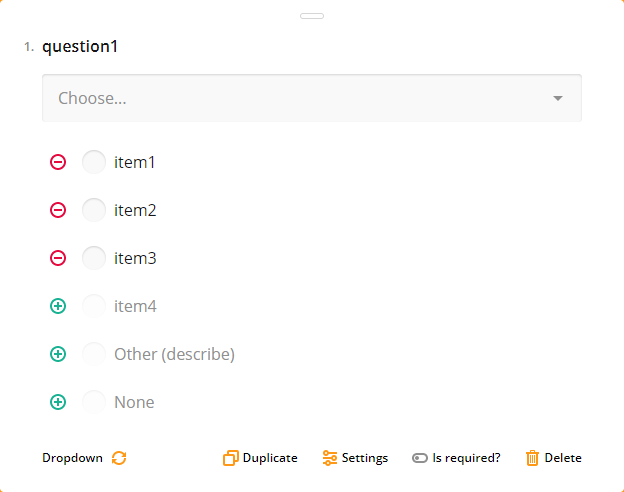 1. question1
Choose...
item1
item2
item3
item4
Other (describe)
None
Dropdown Duplicate Settings Is required? Delete